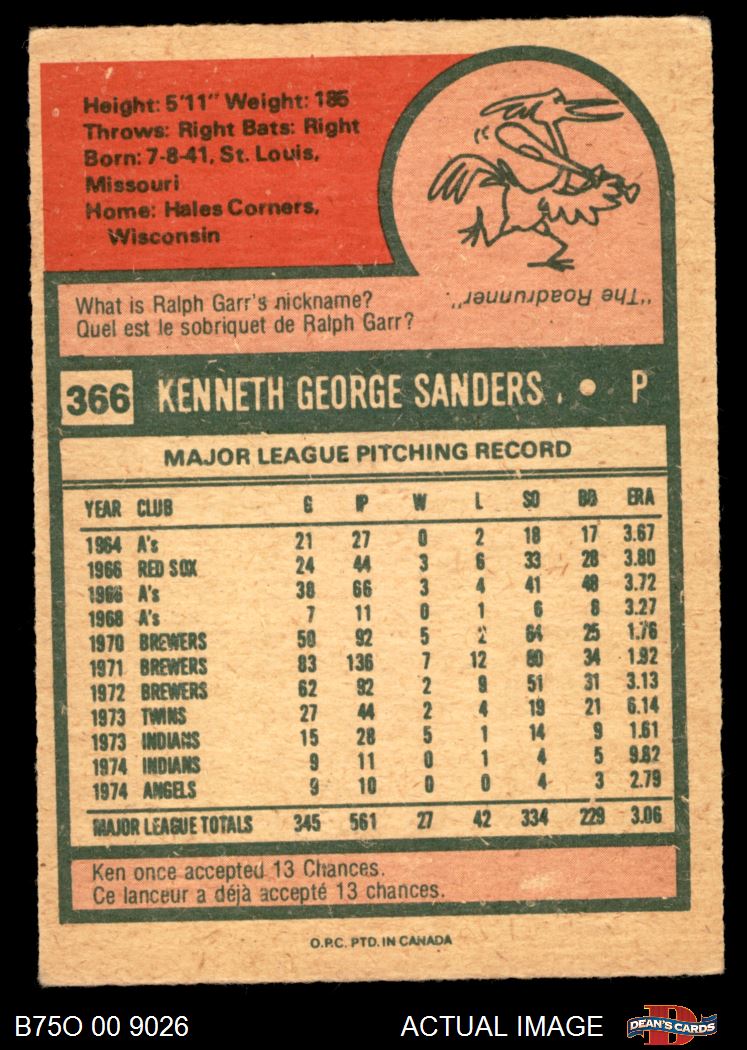 Height: 5'11" Weight: 185
Throws: Right Bats: Right
Born: 7-8-41, St. Louis,
Missouri
Home: Hales Corners,
Wisconsin
"The Roadrunner"
What is Ralph Garr's nickname?
Quel est le sobriquet de Ralph Garr?
366 KENNETH GEORGE SANDERS • P
MAJOR LEAGUE PITCHING RECORD
YEAR CLUB G IP W L SO BB ERA
1964 A's 21 27 0 2 18 17 3.67
1966 RED SOX 24 44 3 6 33 28 3.80
1966 A's 38 66 3 4 41 48 3.72
1968 A's 7 11 0 1 6 8 3.27
1970 BREWERS 50 92 5 2 64 25 1.76
1971 BREWERS 83 136 7 12 80 34 1.92
1972 BREWERS 62 92 2 9 51 31 3.13
1973 TWINS 27 44 2 4 19 21 6.14
1973 INDIANS 15 28 5 1 14 9 1.61
1974 INDIANS 9 11 0 1 4 5 9.82
1974 ANGELS 9 10 0 0 4 3 2.79
MAJOR LEAGUE TOTALS 345 561 27 42 334 229 3.06
Ken once accepted 13 Chances.
Ce lanceur a déjà accepté 13 chances.
O.P.C. PTD. IN CANADA
B75O 00 9026
ACTUAL IMAGE
D
DEAN'S CARDS